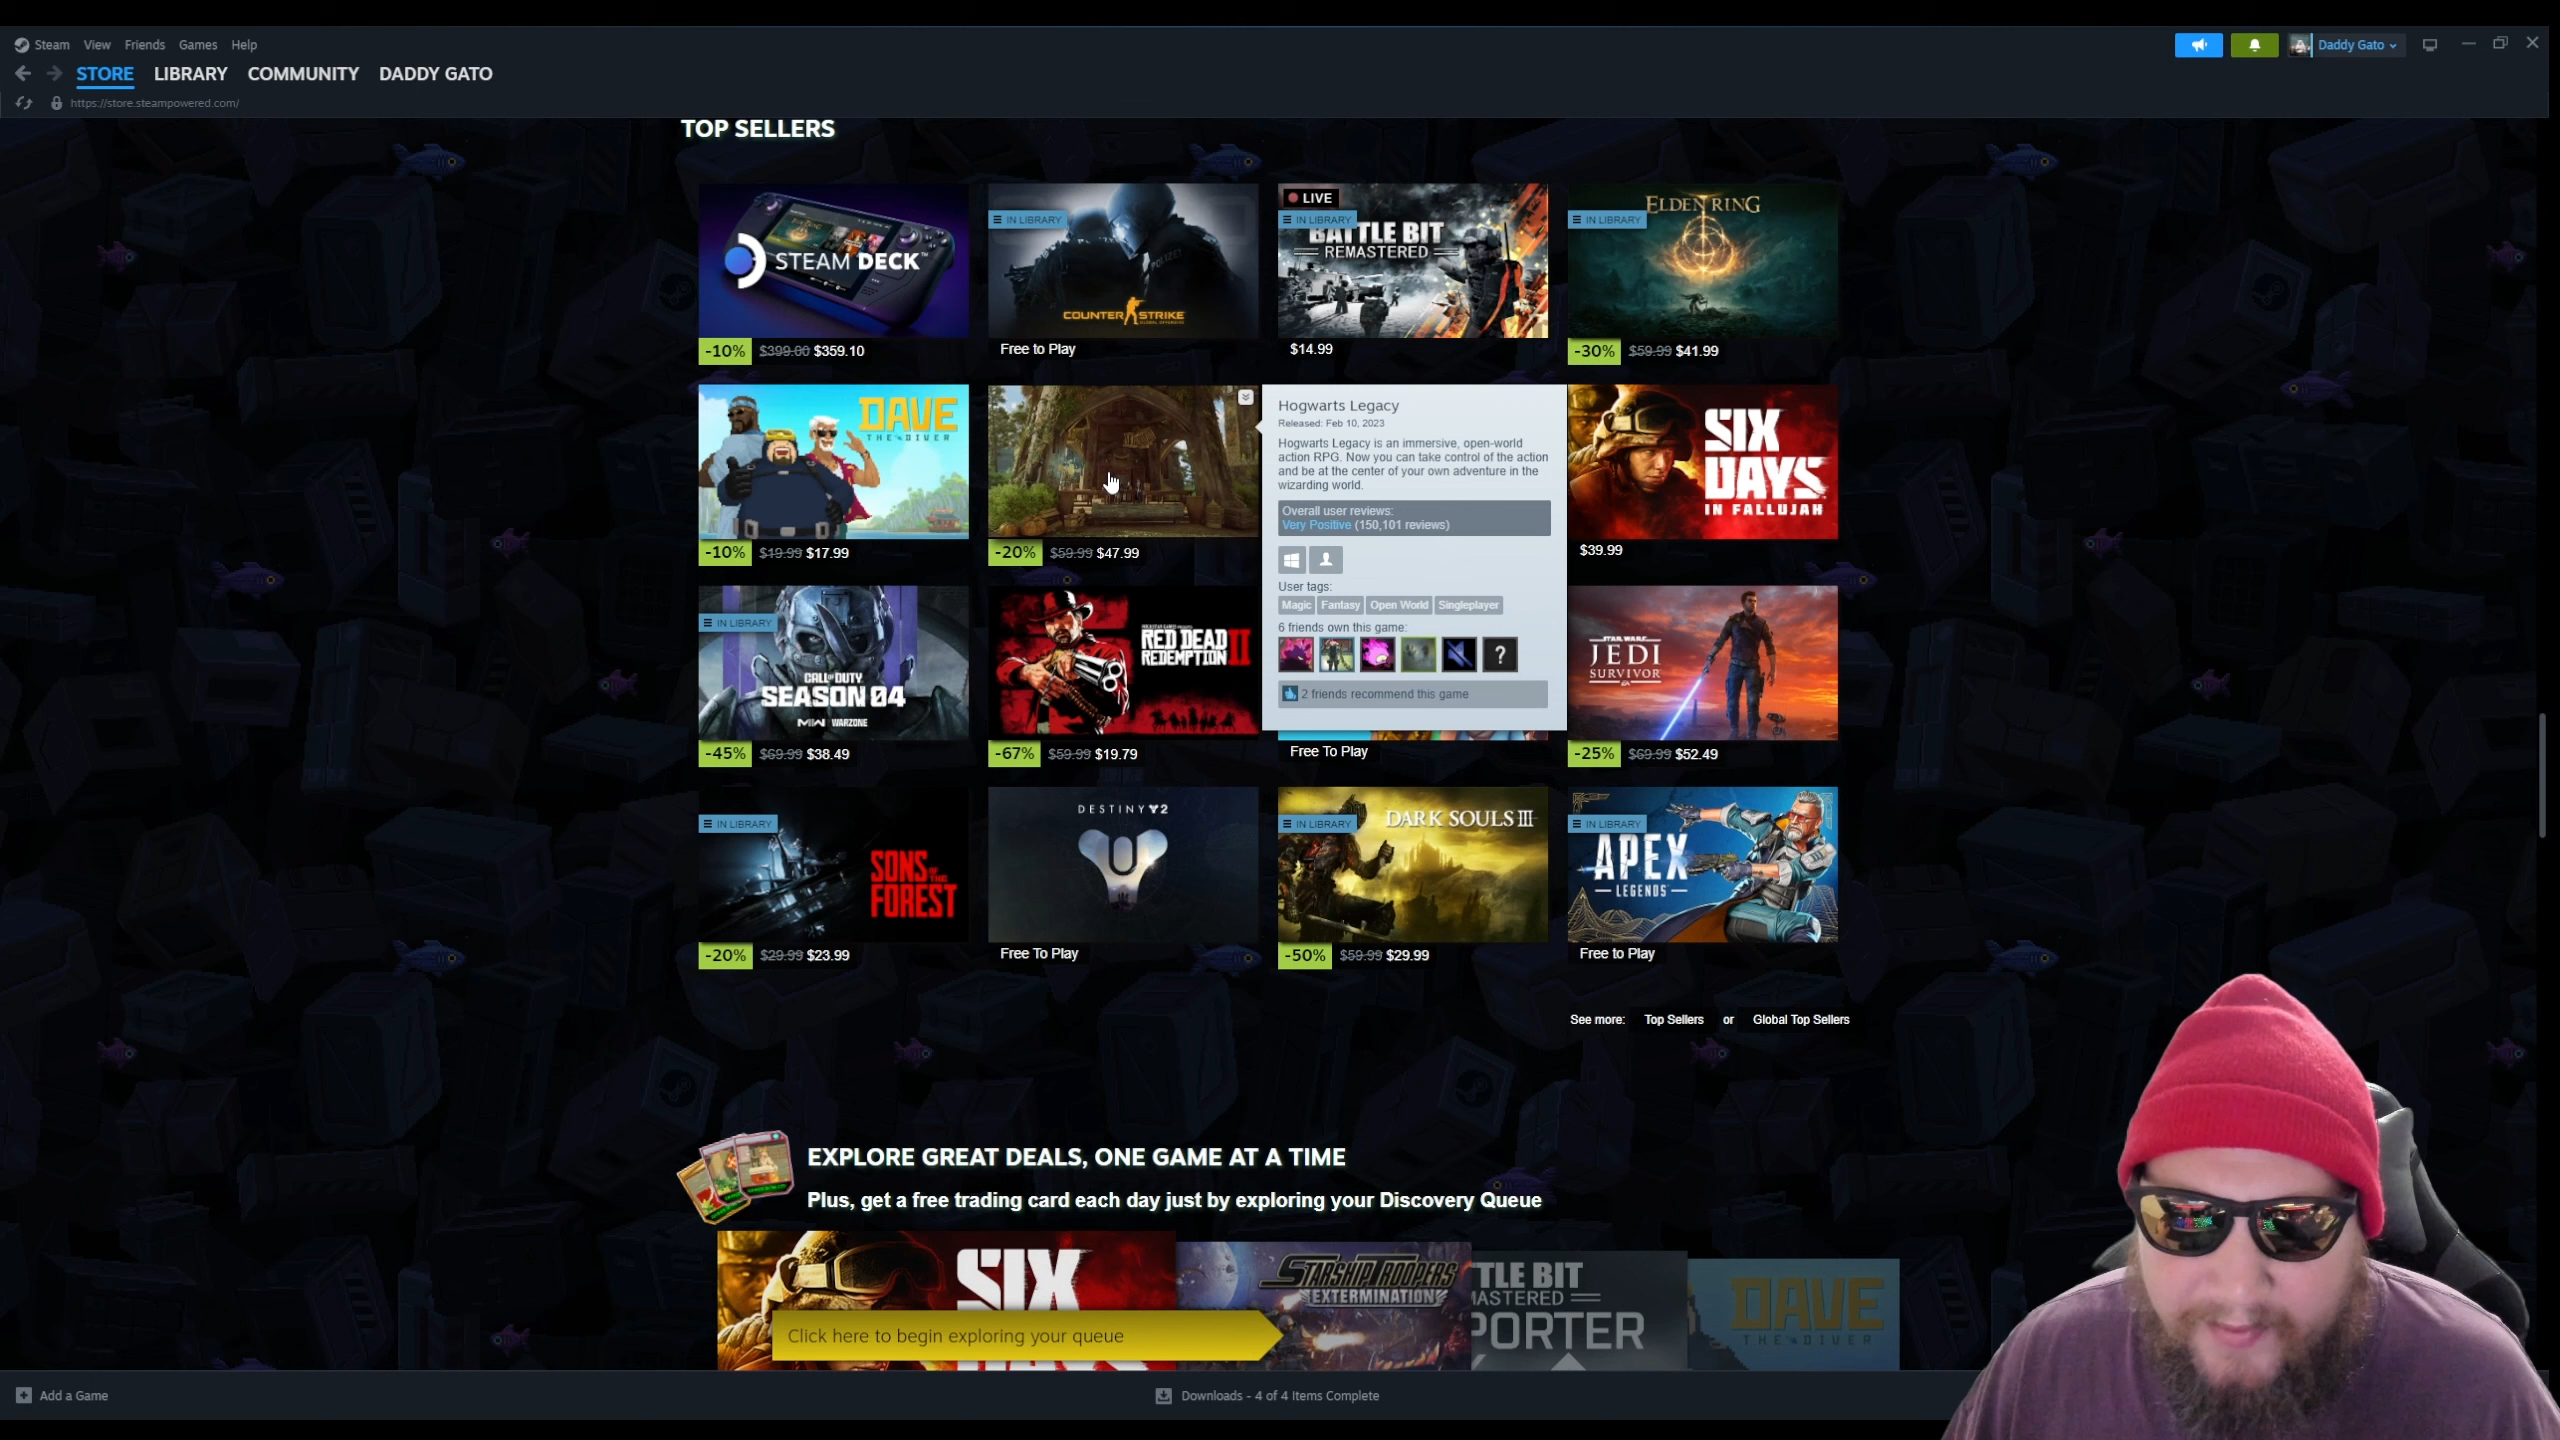 Steam View Friends Games Help
Daddy Gato
STORE LIBRARY COMMUNITY DADDY GATO
https://store.steampowered.com/
TOP SELLERS
STEAM DECK™
-10% $399.00 $359.10
IN LIBRARY
POLIZEI
COUNTER STRIKE
GLOBAL OFFENSIVE
Free to Play
LIVE
IN LIBRARY
BATTLE BIT
REMASTERED
$14.99
IN LIBRARY
ELDEN RING
-30% $59.99 $41.99
DAVE
THE DIVER
-10% $19.99 $17.99
-20% $59.99 $47.99
Hogwarts Legacy
Released: Feb 10, 2023
Hogwarts Legacy is an immersive, open-world
action RPG. Now you can take control of the action
and be at the center of your own adventure in the
wizarding world.
Overall user reviews:
Very Positive (150,101 reviews)
User tags:
Magic Fantasy Open World Singleplayer
6 friends own this game:
?
2 friends recommend this game
SIX
DAYS
IN FALLUJAH
$39.99
IN LIBRARY
CALL OF DUTY
SEASON 04
MWII WARZONE
-45% $69.99 $38.49
RED DEAD
REDEMPTION II
-67% $59.99 $19.79
Free To Play
STAR WARS
JEDI
SURVIVOR
EA
-25% $69.99 $52.49
IN LIBRARY
SONS OF THE
FOREST
-20% $29.99 $23.99
DESTINY 2
Free To Play
IN LIBRARY
DARK SOULS III
-50% $59.99 $29.99
IN LIBRARY
APEX
LEGENDS
Free to Play
See more: Top Sellers or Global Top Sellers
EXPLORE GREAT DEALS, ONE GAME AT A TIME
Plus, get a free trading card each day just by exploring your Discovery Queue
SIX
STARSHIP TROOPERS
EXTERMINATION
TLE BIT
MASTERED
PORTER
DAVE
THE DIVER
Click here to begin exploring your queue
Add a Game
Downloads - 4 of 4 Items Complete